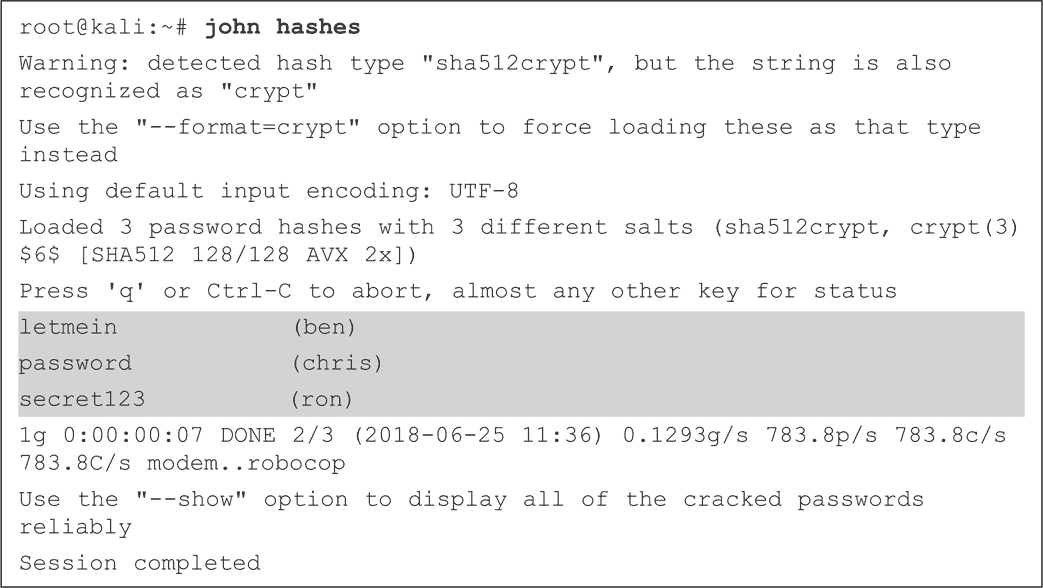 root@kali:~# john hashes
Warning: detected hash type "sha512crypt", but the string is also
recognized as "crypt"
Use the "--format=crypt" option to force loading these as that type
instead
Using default input encoding: UTF-8
Loaded 3 password hashes with 3 different salts (sha512crypt, crypt(3)
$6$ [SHA512 128/128 AVX 2x])
Press 'q' or Ctrl-C to abort, almost any other key for status
letmein (ben)
password (chris)
secret123 (ron)
1g 0:00:00:07 DONE 2/3 (2018-06-25 11:36) 0.1293g/s 783.8p/s 783.8c/s
783.8C/s modem..robocop
Use the "--show" option to display all of the cracked passwords
reliably
Session completed